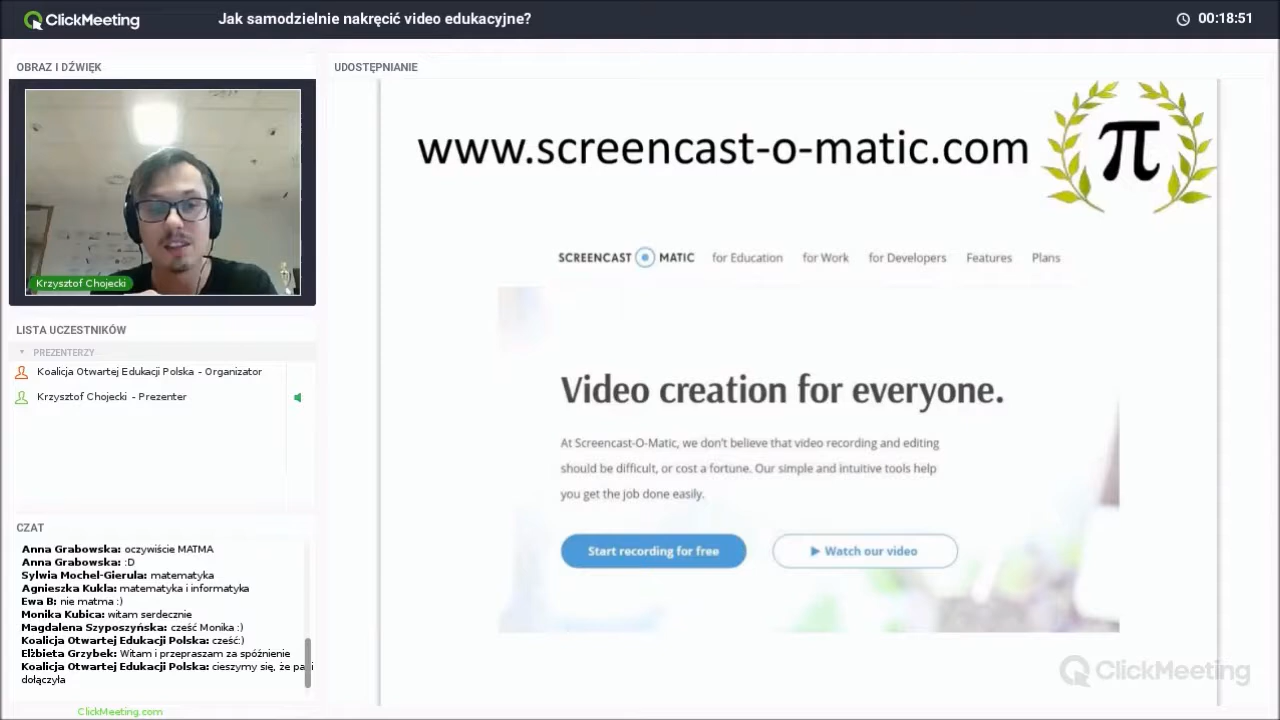 ClickMeeting
Jak samodzielnie nakręcić video edukacyjne?
00:18:51
OBRAZ I DŹWIĘK
Krzysztof Chojecki
LISTA UCZESTNIKÓW
PREZENTERZY
Koalicja Otwartej Edukacji Polska - Organizator
Krzysztof Chojecki - Prezenter
CZAT
Anna Grabowska: oczywiście MATMA
Anna Grabowska: :D
Sylwia Mochel-Gierula: matematyka
Agnieszka Kukla: matematyka i informatyka
Ewa B: nie matma :)
Monika Kubica: witam serdecznie
Magdalena Szyposzyńska: cześć Monika :)
Koalicja Otwartej Edukacji Polska: cześć:)
Elżbieta Grzybek: Witam i przepraszam za spóźnienie
Koalicja Otwartej Edukacji Polska: cieszymy się, że pani
dołączyła
ClickMeeting.com
UDOSTĘPNIANIE
www.screencast-o-matic.com
π
SCREENCAST O MATIC for Education for Work for Developers Features Plans
Video creation for everyone.
At Screencast-O-Matic, we don't believe that video recording and editing
should be difficult, or cost a fortune. Our simple and intuitive tools help
you get the job done easily.
Start recording for free
Watch our video
ClickMeeting